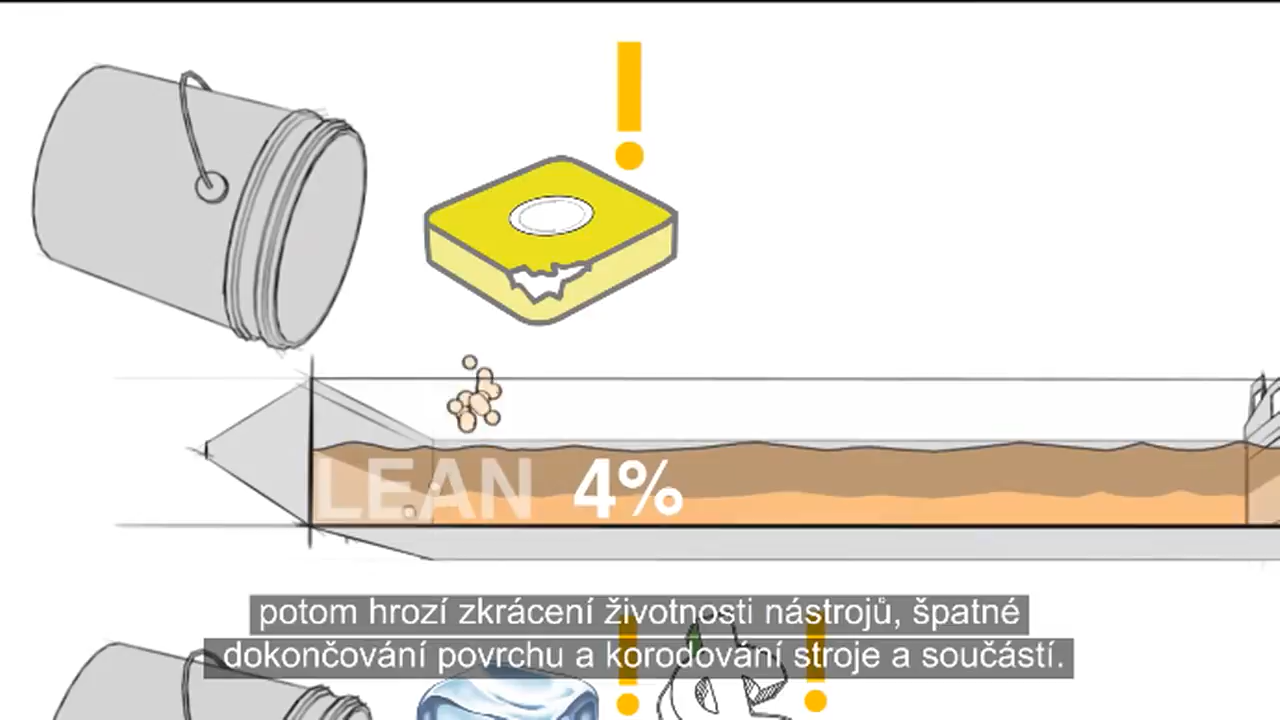 LEAN 4%
potom hrozí zkrácení životnosti nástrojů, špatné
dokončování povrchu a korodování stroje a součástí.